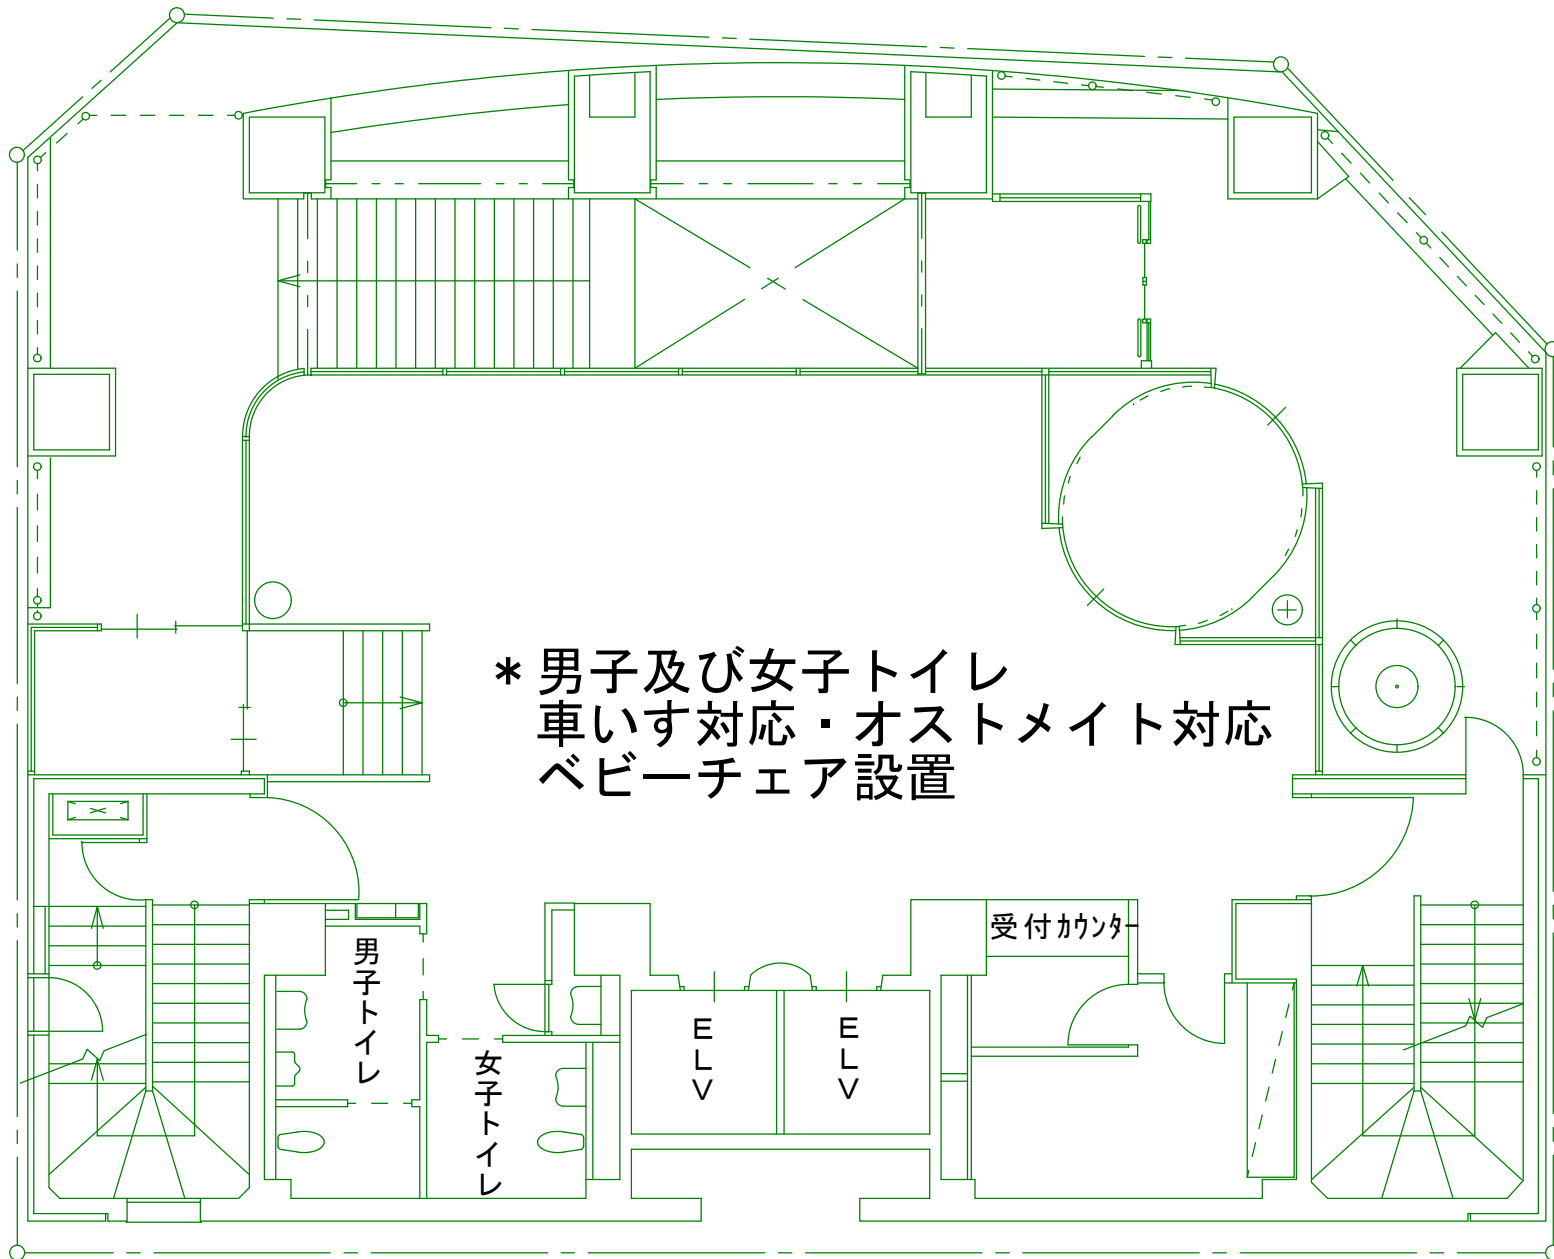 *男子及び女子トイレ
車いす対応・オストメイト対応
ベビーチェア設置
受付ｶｳﾝﾀｰ
男子トイレ
女子トイレ
ELV
ELV